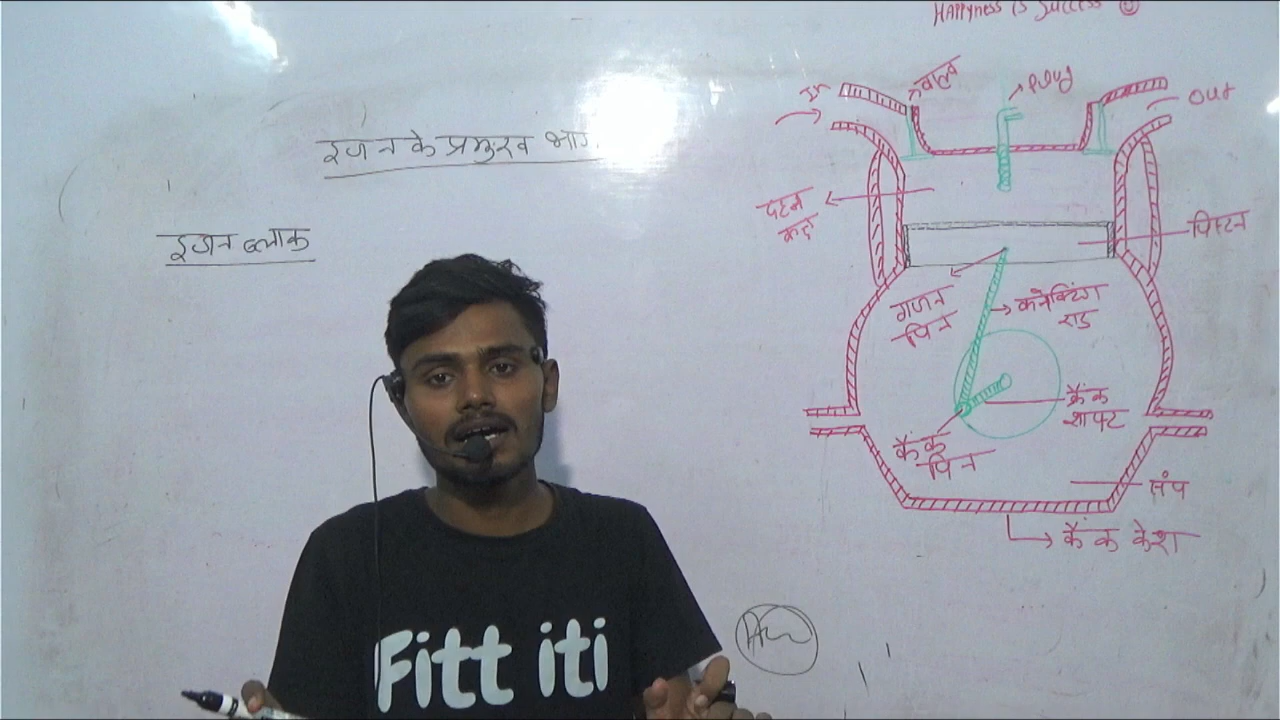 Happyness is success
इंजन के प्रमुख भाग
इंजन ब्लाक
In
वाल्व
Plug
Out
दहन
कक्ष
पिस्टन
गजन
पिन
कनेक्टिंग
राड
क्रैंक
शाफ्ट
क्रैंक
पिन
संप
क्रैंक केश
Fitt iti